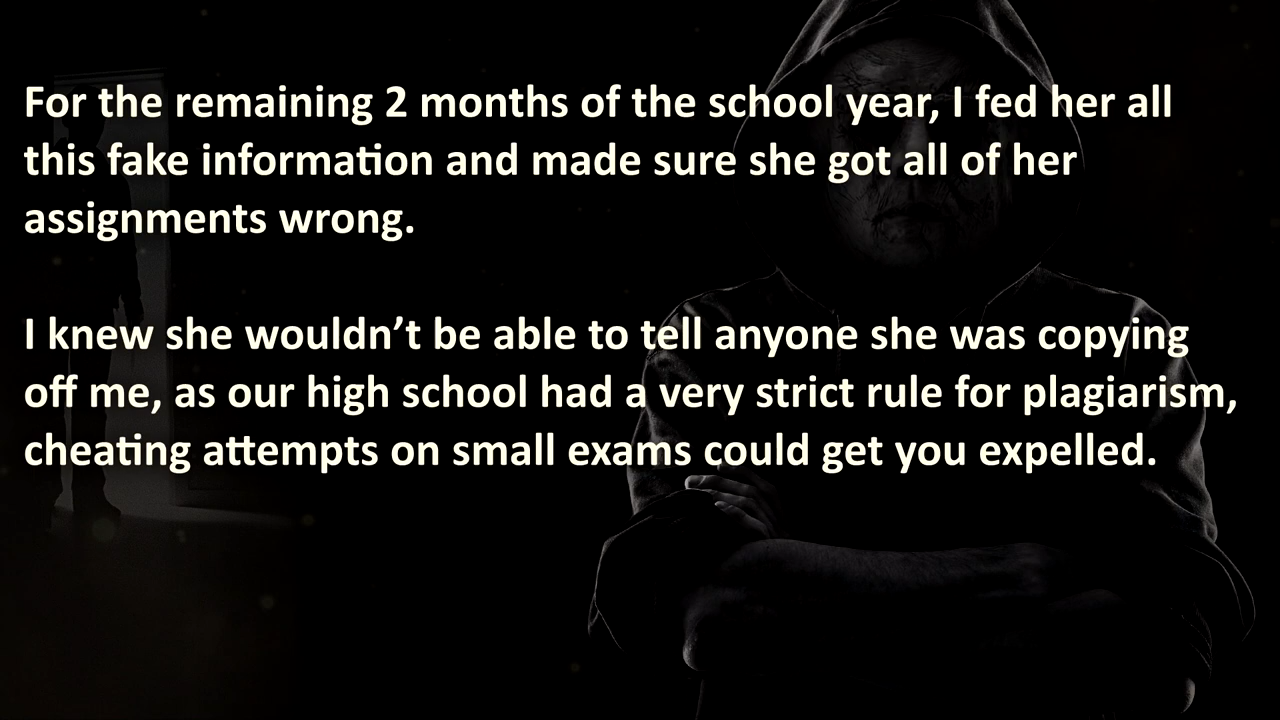 For the remaining 2 months of the school year, I fed her all
this fake information and made sure she got all of her
assignments wrong.
I knew she wouldn’t be able to tell anyone she was copying
off me, as our high school had a very strict rule for plagiarism,
cheating attempts on small exams could get you expelled.